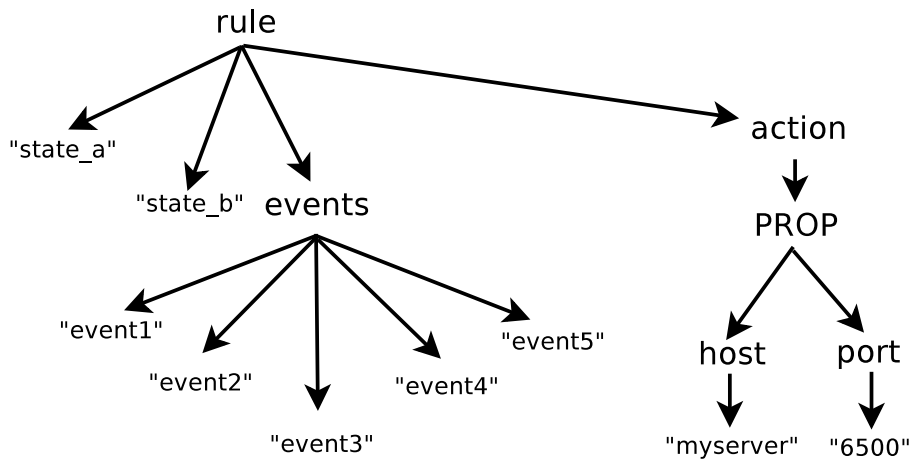 rule
action
"state_a"
"state_b"
events
PROP
"event1"
"event5"
host
port
"event2"
"event4"
"event3"
"myserver"
"6500"